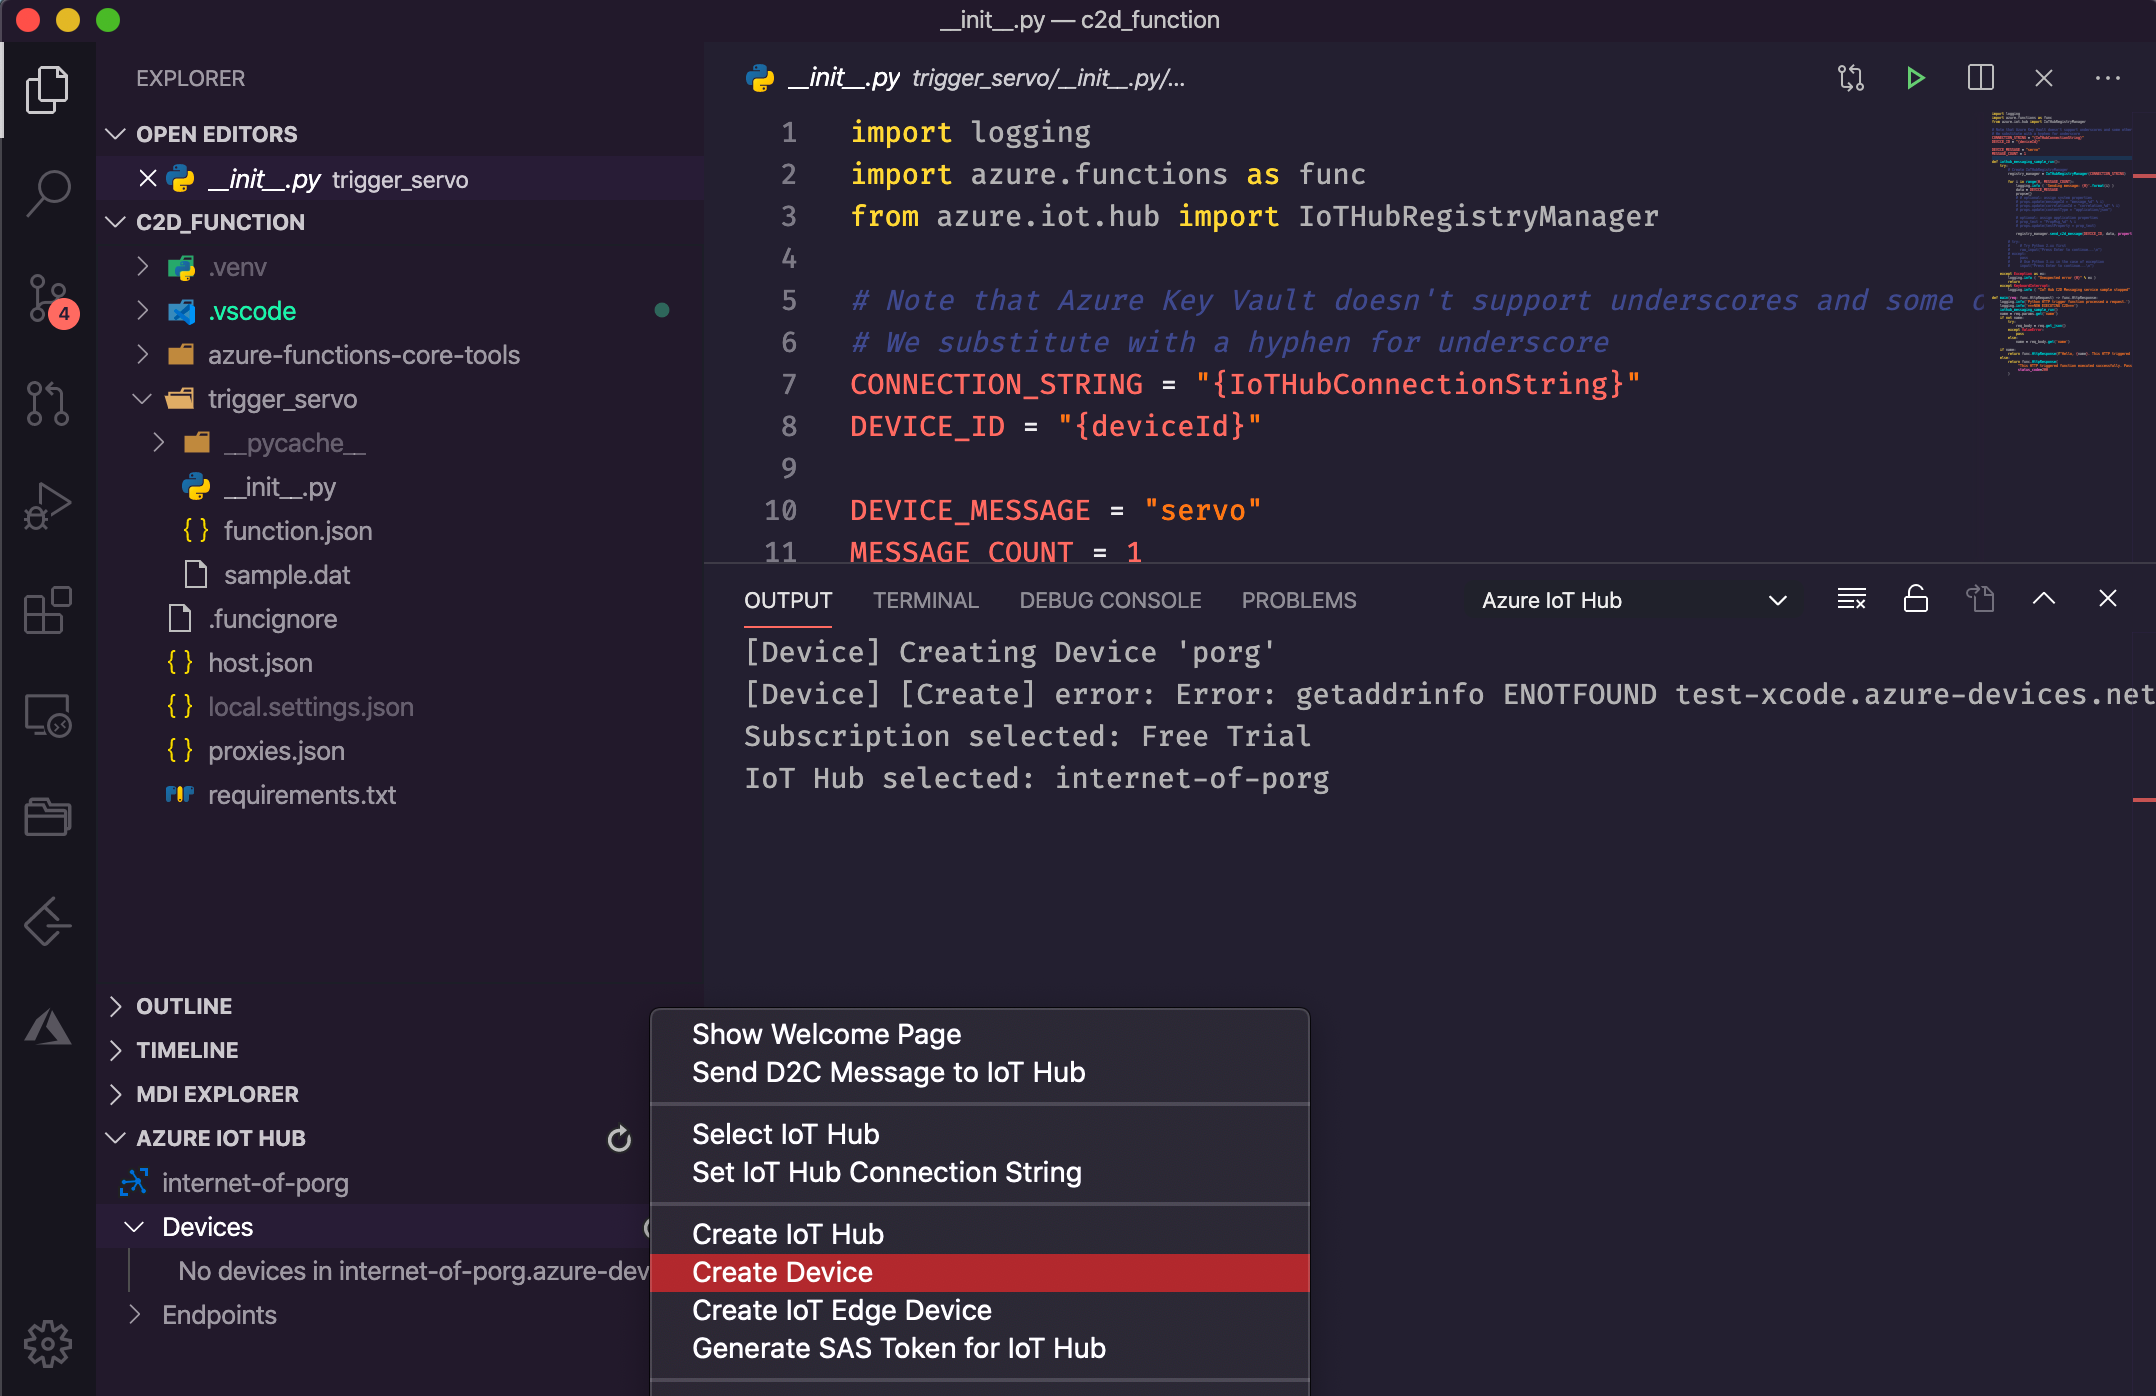 __init__.py — c2d_function
EXPLORER
OPEN EDITORS
__init__.py trigger_servo
C2D_FUNCTION
.venv
.vscode
azure-functions-core-tools
trigger_servo
__pycache__
__init__.py
function.json
sample.dat
.funcignore
host.json
local.settings.json
proxies.json
requirements.txt
4
OUTLINE
TIMELINE
MDI EXPLORER
AZURE IOT HUB
internet-of-porg
Devices
No devices in internet-of-porg.azure-dev
Endpoints
__init__.py trigger_servo/__init__.py/...
1 import logging
2 import azure.functions as func
3 from azure.iot.hub import IoTHubRegistryManager
4
5 # Note that Azure Key Vault doesn't support underscores and some
6 # We substitute with a hyphen for underscore
7 CONNECTION_STRING = "{IoTHubConnectionString}"
8 DEVICE_ID = "{deviceId}"
9
10 DEVICE_MESSAGE = "servo"
11 MESSAGE_COUNT = 1
OUTPUT TERMINAL DEBUG CONSOLE PROBLEMS Azure IoT Hub
[Device] Creating Device 'porg'
[Device] [Create] error: Error: getaddrinfo ENOTFOUND test-xcode.azure-devices.net
Subscription selected: Free Trial
IoT Hub selected: internet-of-porg
Show Welcome Page
Send D2C Message to IoT Hub
Select IoT Hub
Set IoT Hub Connection String
Create IoT Hub
Create Device
Create IoT Edge Device
Generate SAS Token for IoT Hub